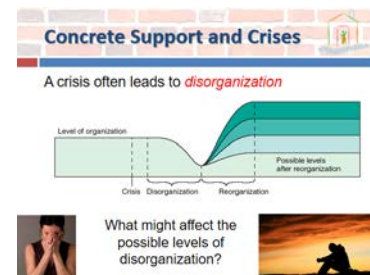 Concrete Support and Crises
A crisis often leads to disorganization
Level of organization
Possible levels
after reorganization
Crisis Disorganization Reorganization
What might affect the
possible levels of
disorganization?